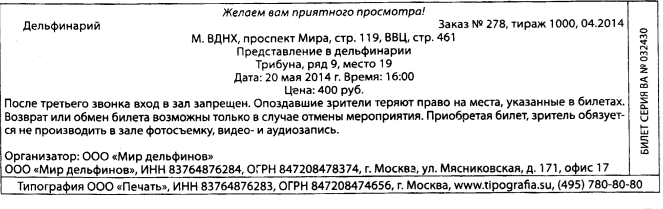 Желаем вам приятного просмотра!
Дельфинарий Заказ № 278, тираж 1000, 04.2014
М. ВДНХ, проспект Мира, стр. 119, ВВЦ, стр. 461
Представление в дельфинарии
Трибуна, ряд 9, место 19
Дата: 20 мая 2014 г. Время: 16:00
Цена: 400 руб.
После третьего звонка вход в зал запрещен. Опоздавшие зрители теряют право на места, указанные в билетах.
Возврат или обмен билета возможны только в случае отмены мероприятия. Приобретая билет, зритель обязует-
ся не производить в зале фотосъемку, видео- и аудиозапись.
Организатор: ООО «Мир дельфинов»
ООО «Мир дельфинов», ИНН 83764876284, ОГРН 847208478374, г. Москва, ул. Мясниковская, д. 171, офис 17
Типография ООО «Печать», ИНН 83764876283, ОГРН 847208474656, г. Москва, www.tipografia.su, (495) 780-80-80
БИЛЕТ СЕРИЯ ВА № 032430